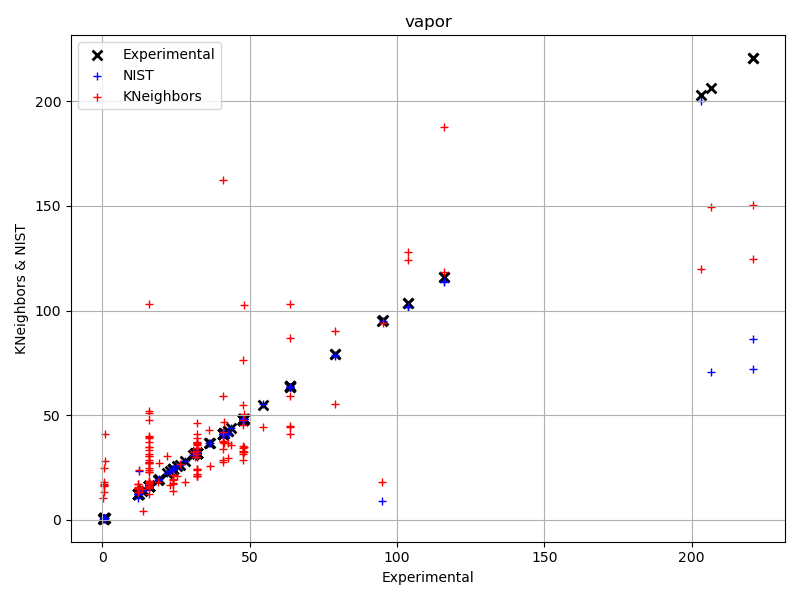 vapor
Experimental
NIST
KNeighbors
KNeighbors & NIST
200
150
100
50
0
0
50
100
150
200
Experimental